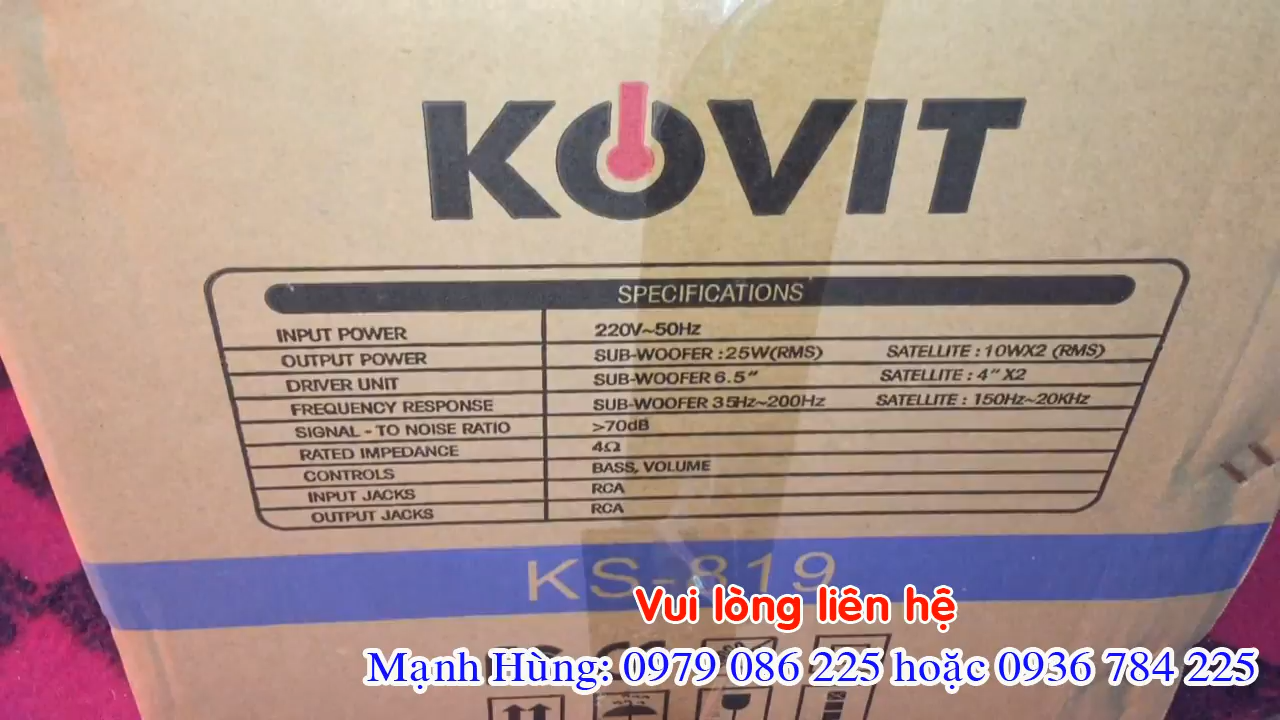 KOVIT
SPECIFICATIONS
INPUT POWER 220V~50Hz
OUTPUT POWER SUB-WOOFER :25W(RMS) SATELLITE : 10WX2 (RMS)
DRIVER UNIT SUB-WOOFER 6.5″ SATELLITE : 4″ X2
FREQUENCY RESPONSE SUB-WOOFER 35Hz~200Hz SATELLITE : 150Hz~20KHz
SIGNAL - TO NOISE RATIO >70dB
RATED IMPEDANCE 4Ω
CONTROLS BASS, VOLUME
INPUT JACKS RCA
OUTPUT JACKS RCA
KS-819
Vui lòng liên hệ
Mạnh Hùng: 0979 086 225 hoặc 0936 784 225